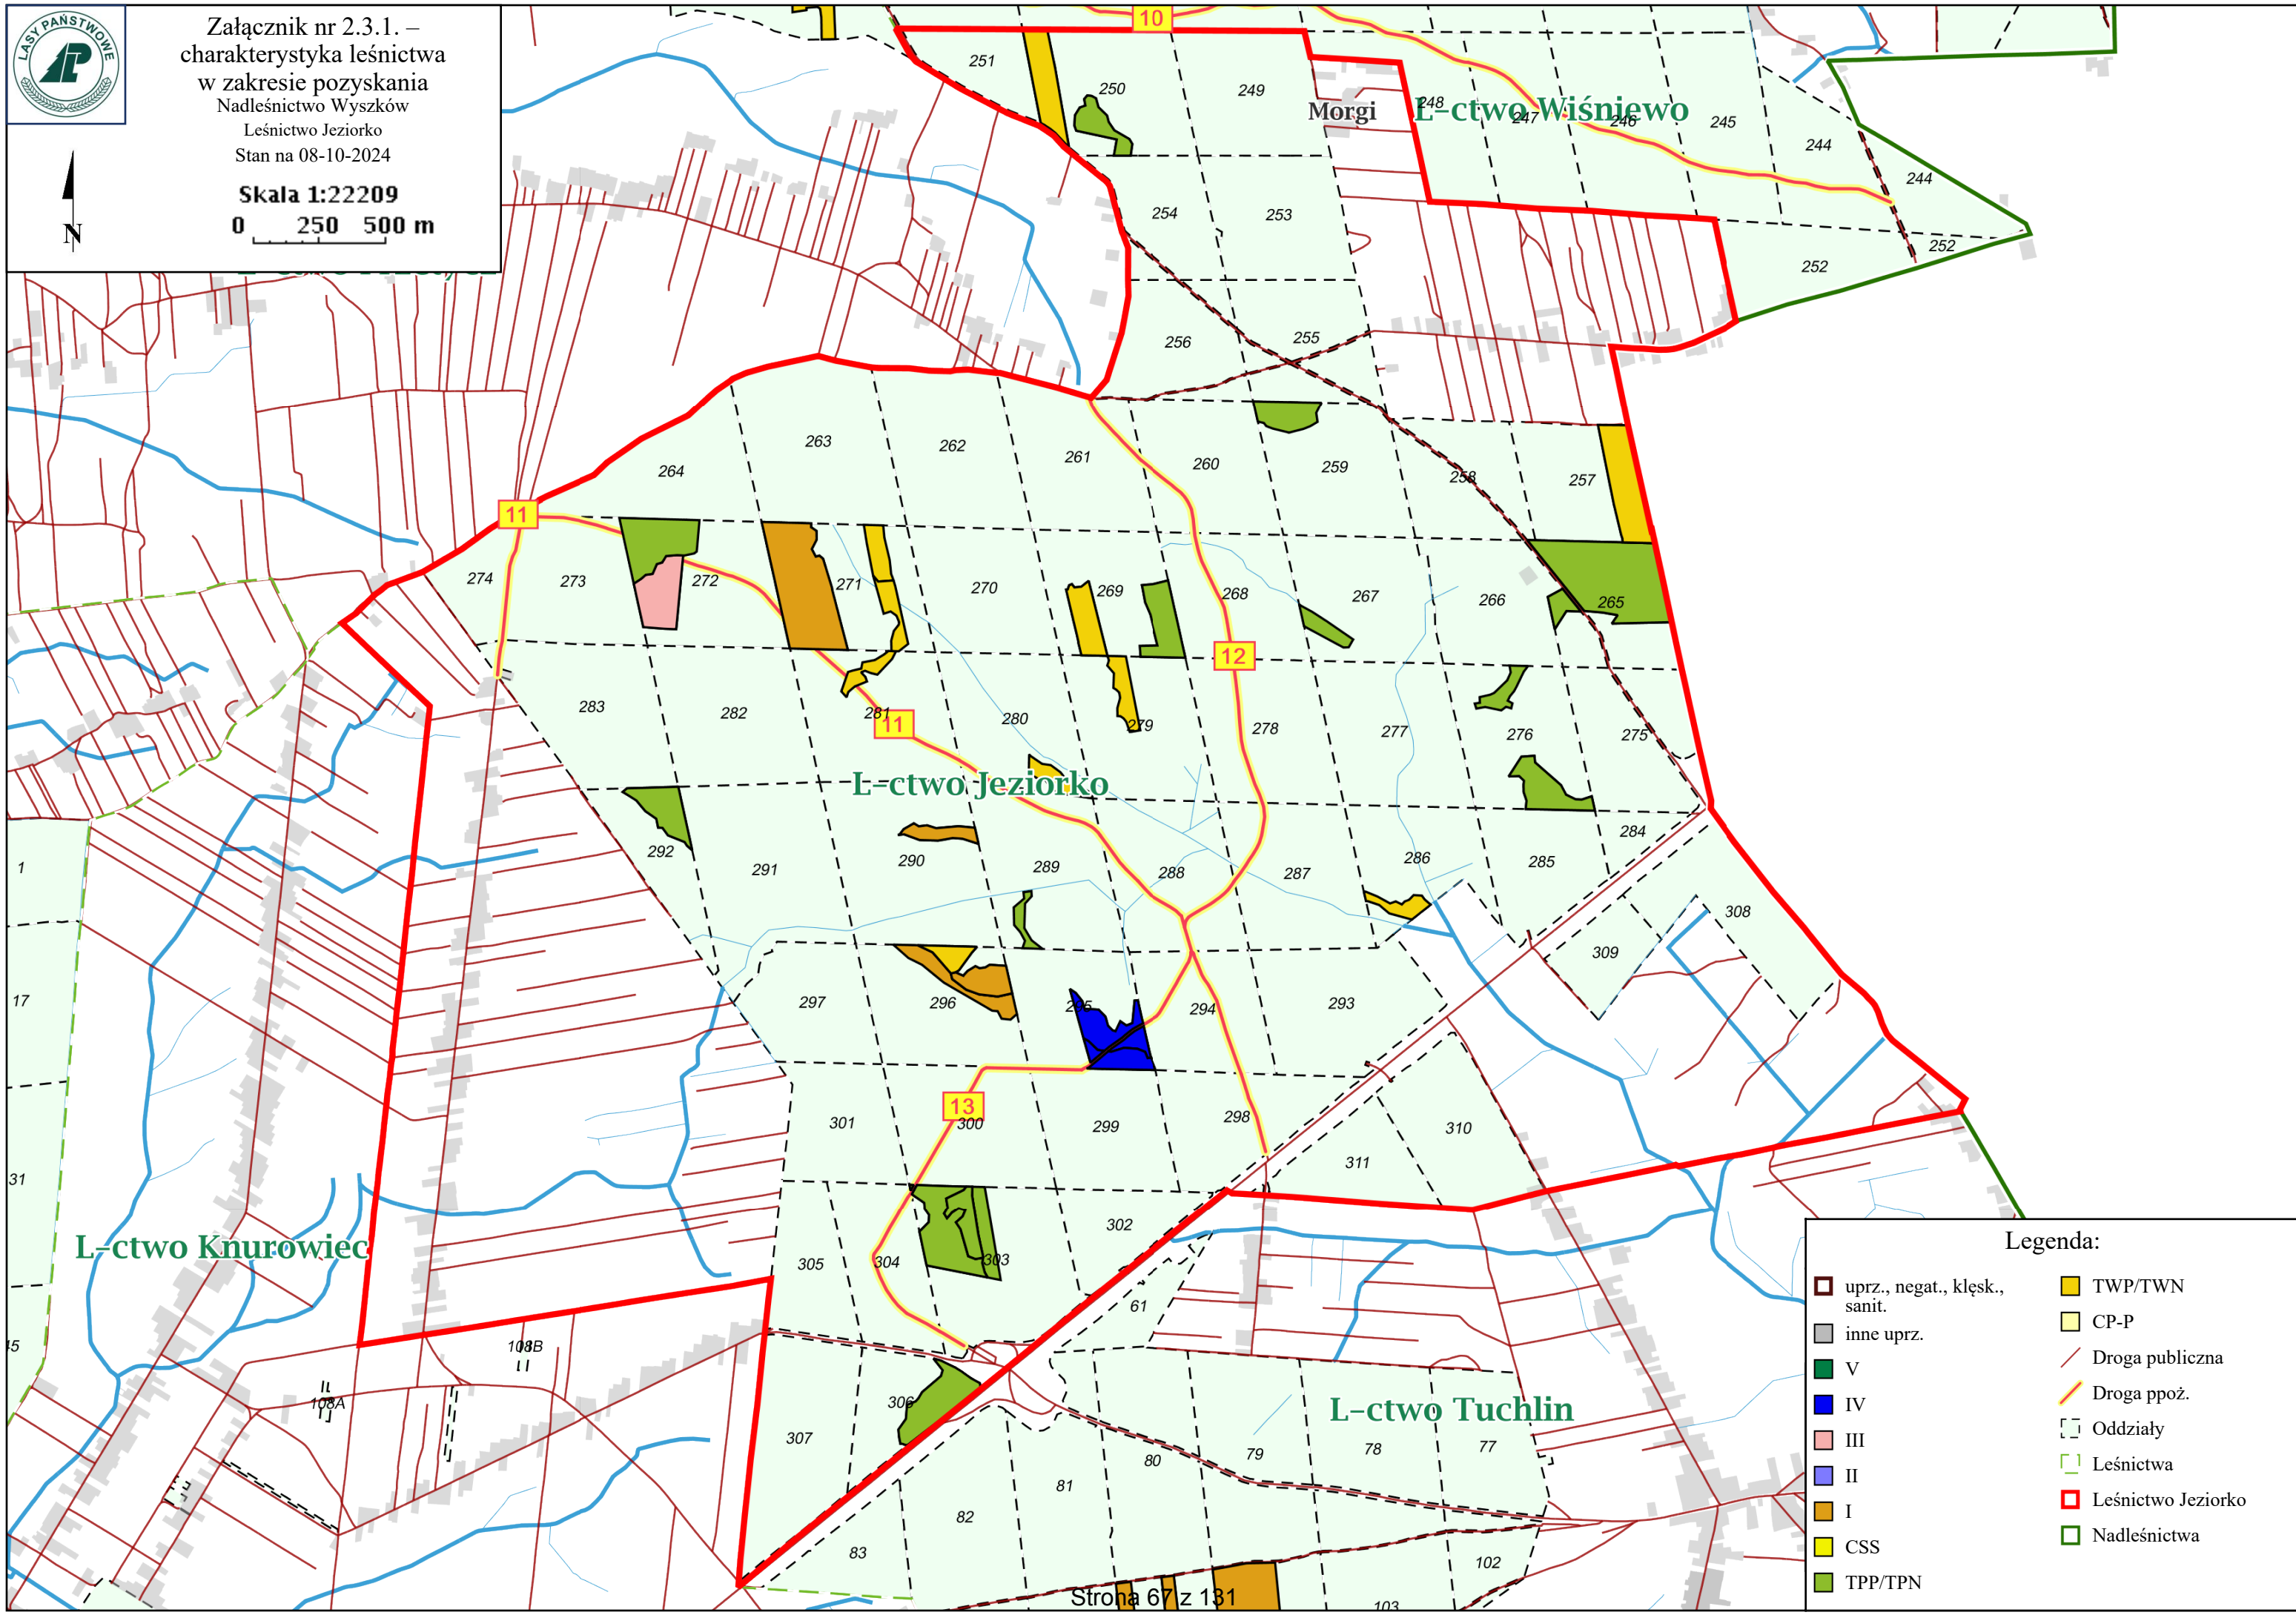 LASY PAŃSTWOWE
Załącznik nr 2.3.1. –
charakterystyka leśnictwa
w zakresie pozyskania
Nadleśnictwo Wyszków
Leśnictwo Jeziorko
Stan na 08-10-2024
Skala 1:22209
0 250 500 m
N
10
251
250
249
Morgi
248
L-ctwo Wiśniewo
247
246
245
244
244
254
253
252
252
256
255
264
263
262
261
260
259
258
257
11
274
273
272
271
270
269
268
267
266
265
12
283
282
281
11
280
279
278
277
276
275
L-ctwo Jeziorko
292
291
290
289
288
287
286
285
284
1
308
309
17
297
296
295
294
293
13
301
300
299
298
310
311
31
302
L-ctwo Knurowiec
305
304
303
61
108B
108A
306
307
L-ctwo Tuchlin
83
82
81
80
79
78
77
102
103
Strona 67 z 131
Legenda:
uprz., negat., klęsk.,
sanit.
inne uprz.
V
IV
III
II
I
CSS
TPP/TPN
TWP/TWN
CP-P
Droga publiczna
Droga ppoż.
Oddziały
Leśnictwa
Leśnictwo Jeziorko
Nadleśnictwa